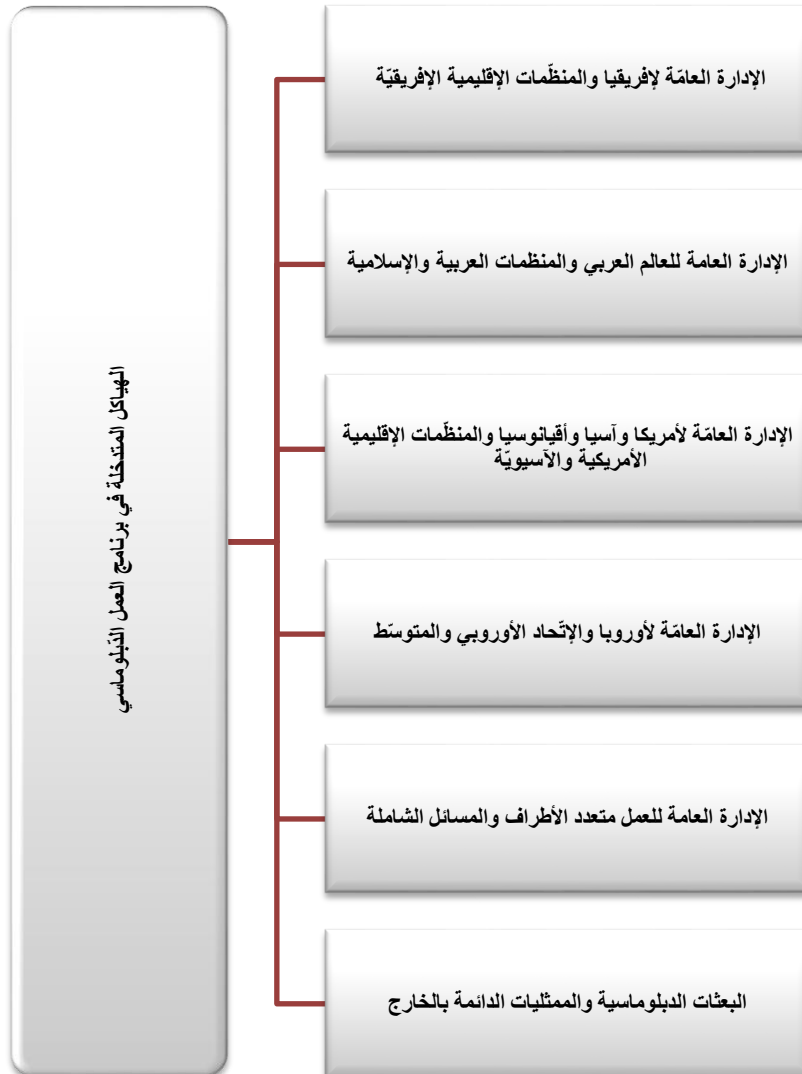 الهياكل المتدخلة في برنامج العمل الدّبلوماسي
الإدارة العامّة لإفريقيا والمنظّمات الإقليمية الإفريقيّة
الإدارة العامة للعالم العربي والمنظمات العربية والإسلامية
الإدارة العامّة لأمريكا وآسيا وأقيانوسيا والمنظّمات الإقليمية
الأمريكية والآسيويّة
الإدارة العامّة لأوروبا والإتّحاد الأوروبي والمتوسّط
الإدارة العامة للعمل متعدد الأطراف والمسائل الشاملة
البعثات الدبلوماسية والممثليات الدائمة بالخارج